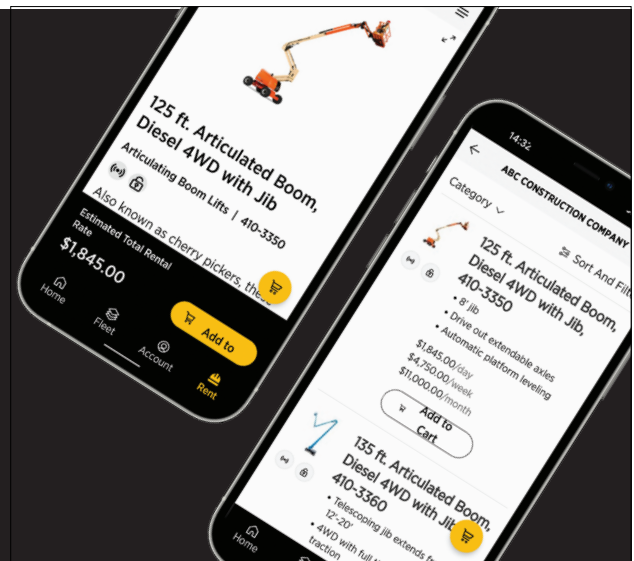 125 ft. Articulated Boom,
Diesel 4WD with Jib
Articulating Boom Lifts | 410-3350
Also known as cherry pickers, these
Estimated Total Rental
Rate
$1,845.00
Add to
Home
Fleet
Account
Rent
14:32
ABC CONSTRUCTION COMPANY
Category
Sort And Filt
125 ft. Articulated Boom,
Diesel 4WD with Jib,
410-3350
• 8' jib
• Drive out extendable axles
• Automatic platform leveling
$1,845.00/day
$4,750.00/week
$11,000.00/month
Add to
Cart
135 ft. Articulated Boom,
Diesel 4WD with Jib,
410-3360
• Telescoping jib extends fr
12'-20'
• 4WD with full
traction
Home